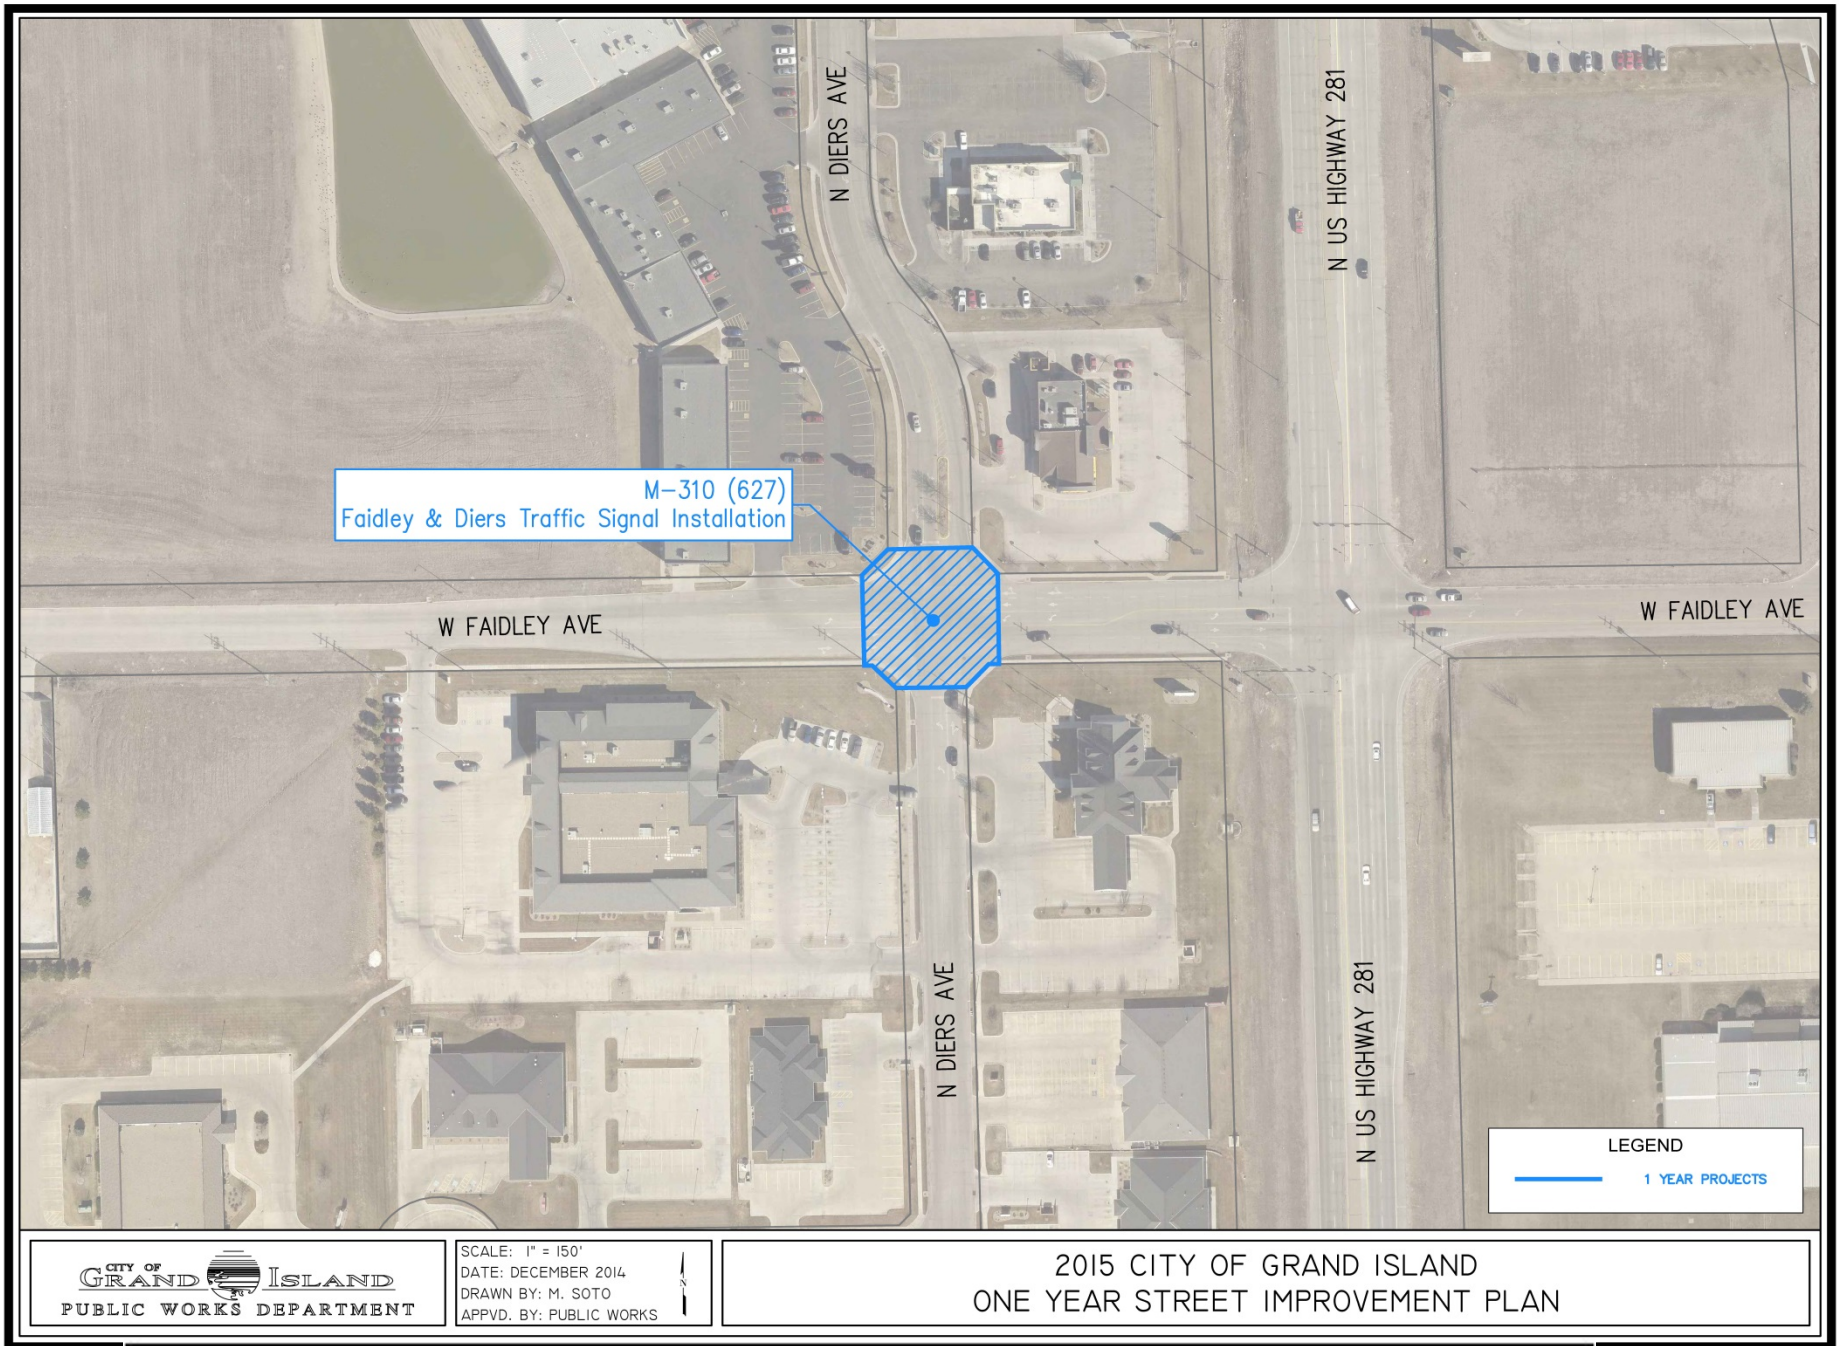 N DIERS AVE
N US HIGHWAY 281
M-310 (627)
Faidley & Diers Traffic Signal Installation
W FAIDLEY AVE
W FAIDLEY AVE
N DIERS AVE
N US HIGHWAY 281
LEGEND
1 YEAR PROJECTS
CITY OF
GRAND ISLAND
PUBLIC WORKS DEPARTMENT
SCALE: 1" = 150'
DATE: DECEMBER 2014
DRAWN BY: M. SOTO
APPVD. BY: PUBLIC WORKS
N
2015 CITY OF GRAND ISLAND
ONE YEAR STREET IMPROVEMENT PLAN